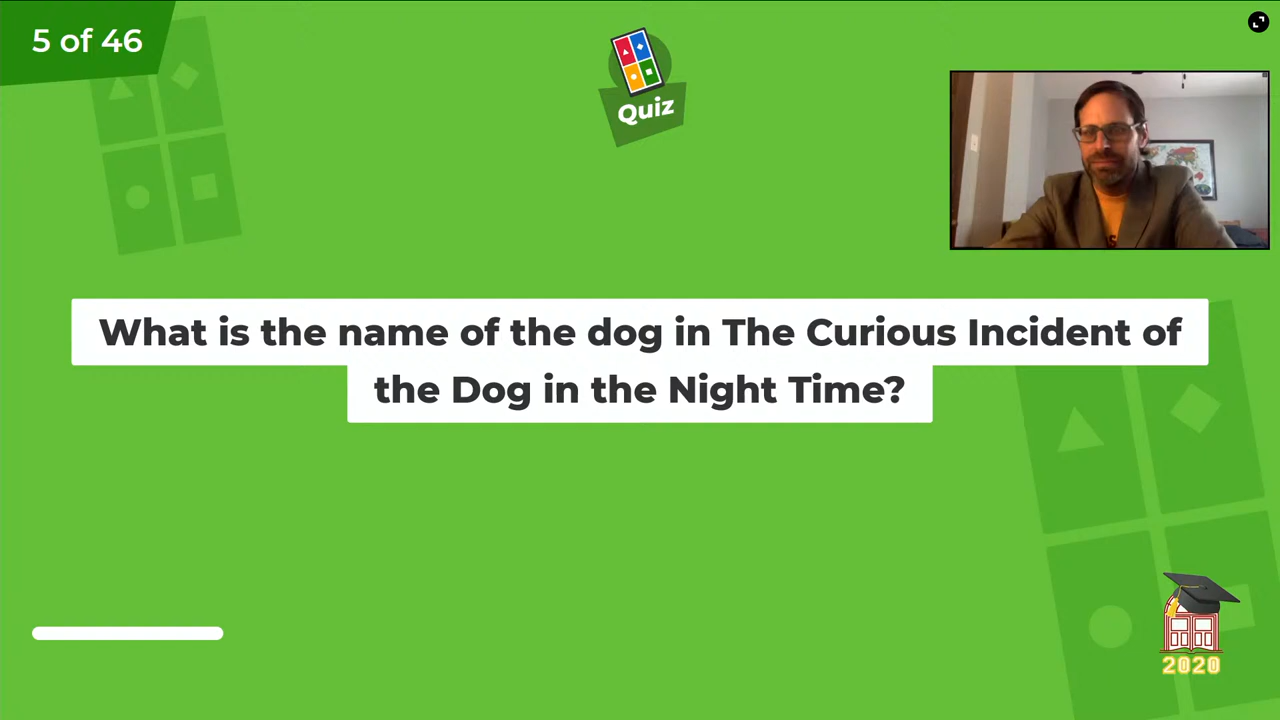 5 of 46
Quiz
What is the name of the dog in The Curious Incident of
the Dog in the Night Time?
2020